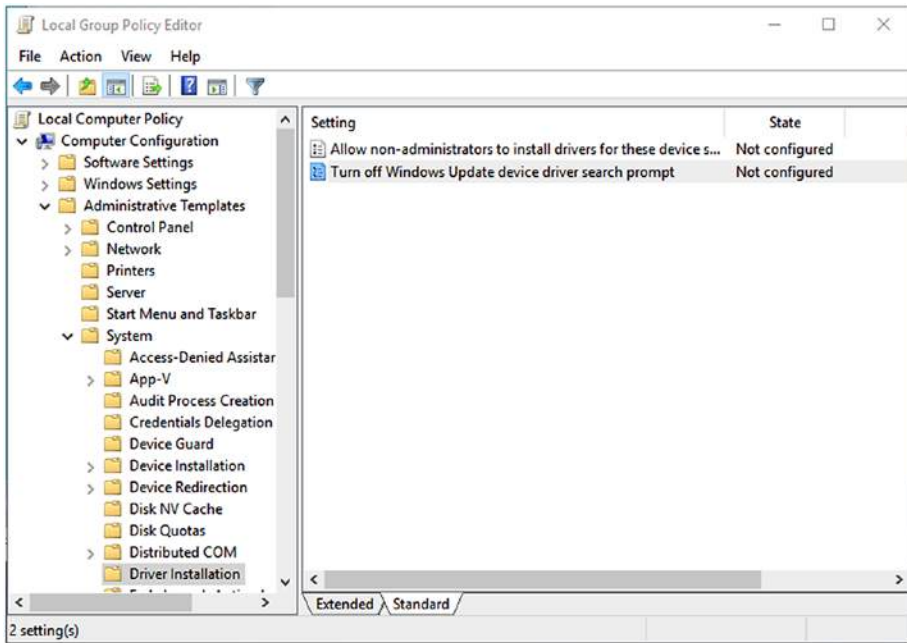 Local Group Policy Editor
File Action View Help
Local Computer Policy
Computer Configuration
Software Settings
Windows Settings
Administrative Templates
Control Panel
Network
Printers
Server
Start Menu and Taskbar
System
Access-Denied Assistar
App-V
Audit Process Creation
Credentials Delegation
Device Guard
Device Installation
Device Redirection
Disk NV Cache
Disk Quotas
Distributed COM
Driver Installation
Setting State
Allow non-administrators to install drivers for these device s... Not configured
Turn off Windows Update device driver search prompt Not configured
Extended Standard
2 setting(s)